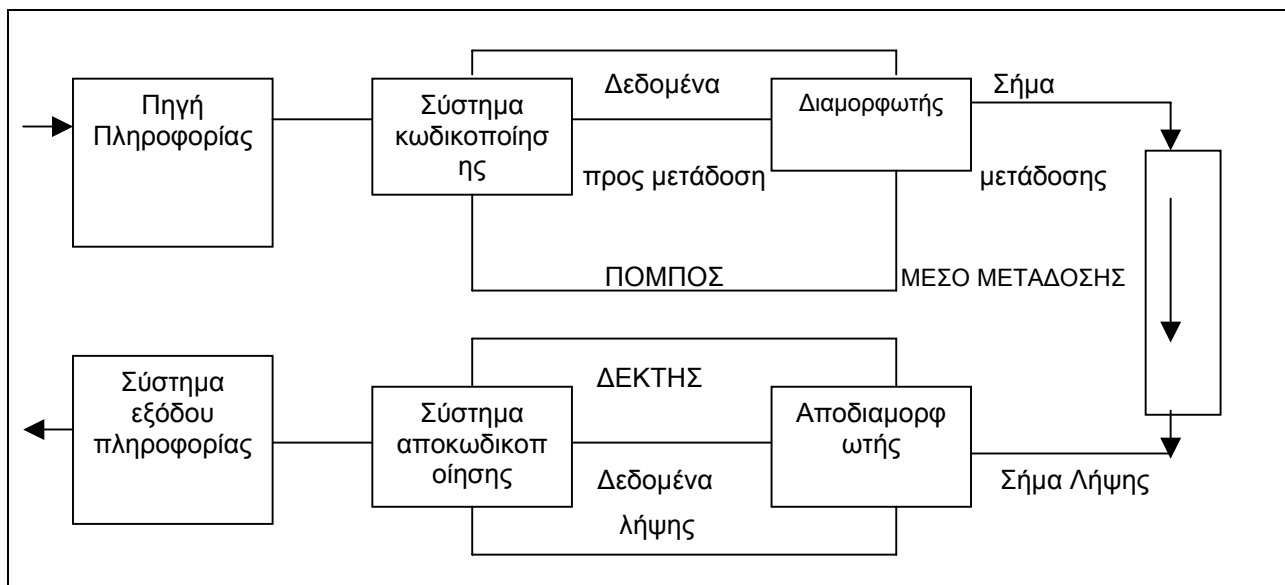 Πηγή
Πληροφορίας
Σύστημα
κωδικοποίησ
ης
Δεδομένα
προς μετάδοση
Διαμορφωτής
Σήμα
μετάδοσης
ΠΟΜΠΟΣ
ΜΕΣΟ ΜΕΤΑΔΟΣΗΣ
Σύστημα
εξόδου
πληροφορίας
Σύστημα
αποκωδικοπ
οίησης
ΔΕΚΤΗΣ
Δεδομένα
λήψης
Αποδιαμορφ
ωτής
Σήμα Λήψης